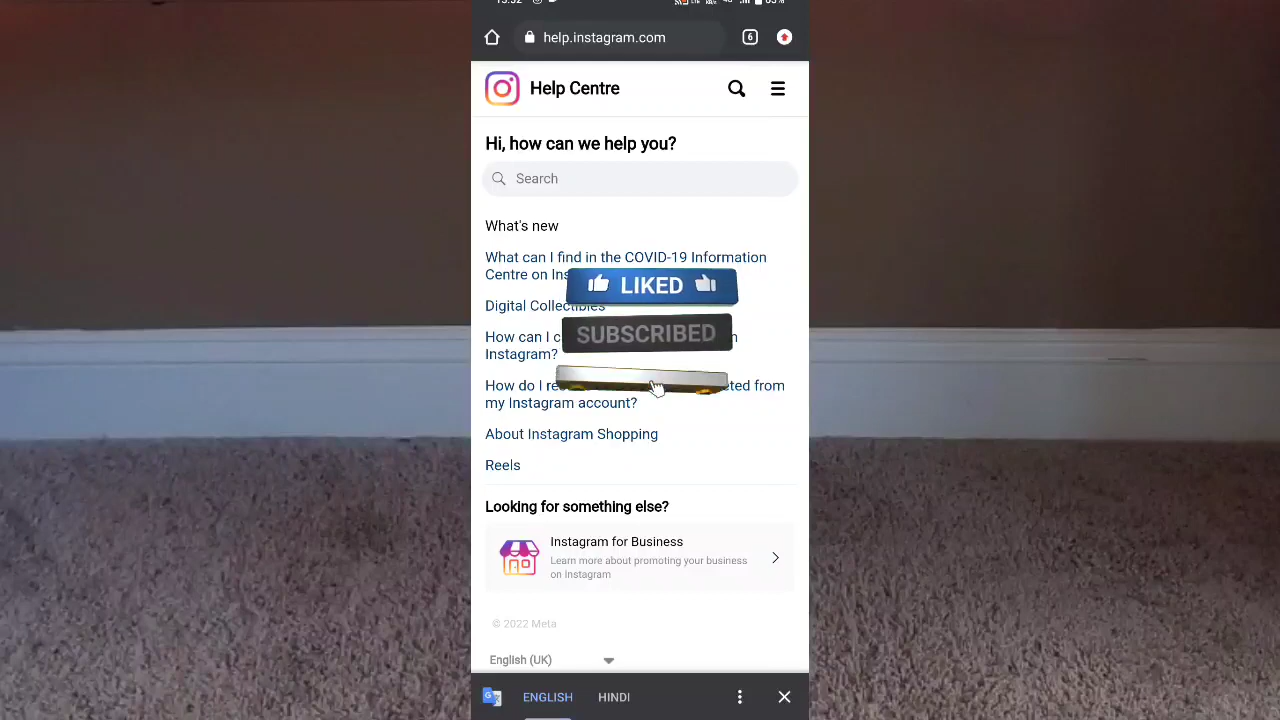 help.instagram.com
6
Help Centre
Hi, how can we help you?
Search
What's new
What can I find in the COVID-19 Information
Centre on Ins
LIKED
Digital Collectibles
SUBSCRIBED
How can I c
Instagram?
How do I re
ted from
my Instagram account?
About Instagram Shopping
Reels
Looking for something else?
Instagram for Business
Learn more about promoting your business
on Instagram
© 2022 Meta
English (UK)
ENGLISH
HINDI